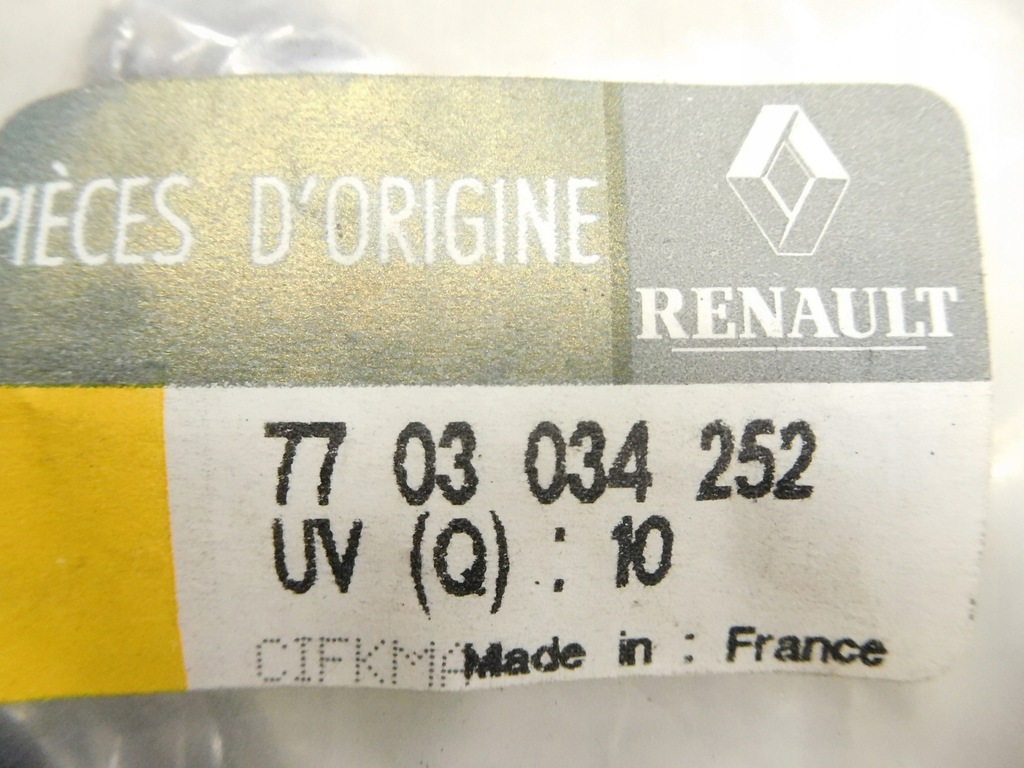 PIÈCES D'ORIGINE
RENAULT
77 03 034 252
UV (Q) : 10
Made in : France